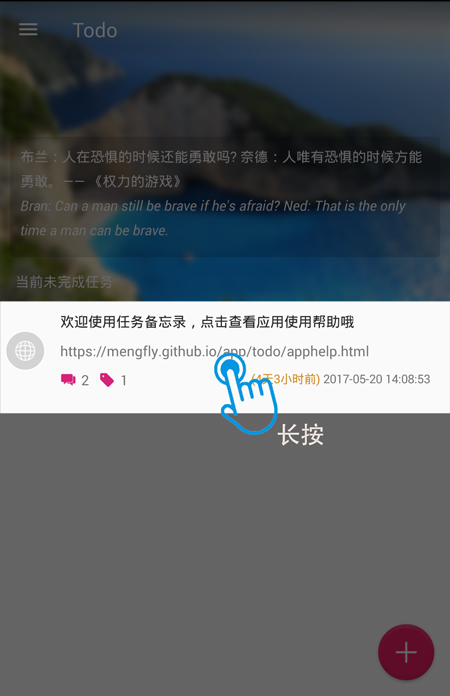 Todo
布兰：人在恐惧的时候还能勇敢吗? 奈德：人唯有恐惧的时候方能
勇敢。—— 《权力的游戏》
Bran: Can a man still be brave if he's afraid? Ned: That is the only
time a man can be brave.
当前未完成任务
欢迎使用任务备忘录，点击查看应用使用帮助哦
https://mengfly.github.io/app/todo/apphelp.html
2 1 (4天3小时前) 2017-05-20 14:08:53
长按